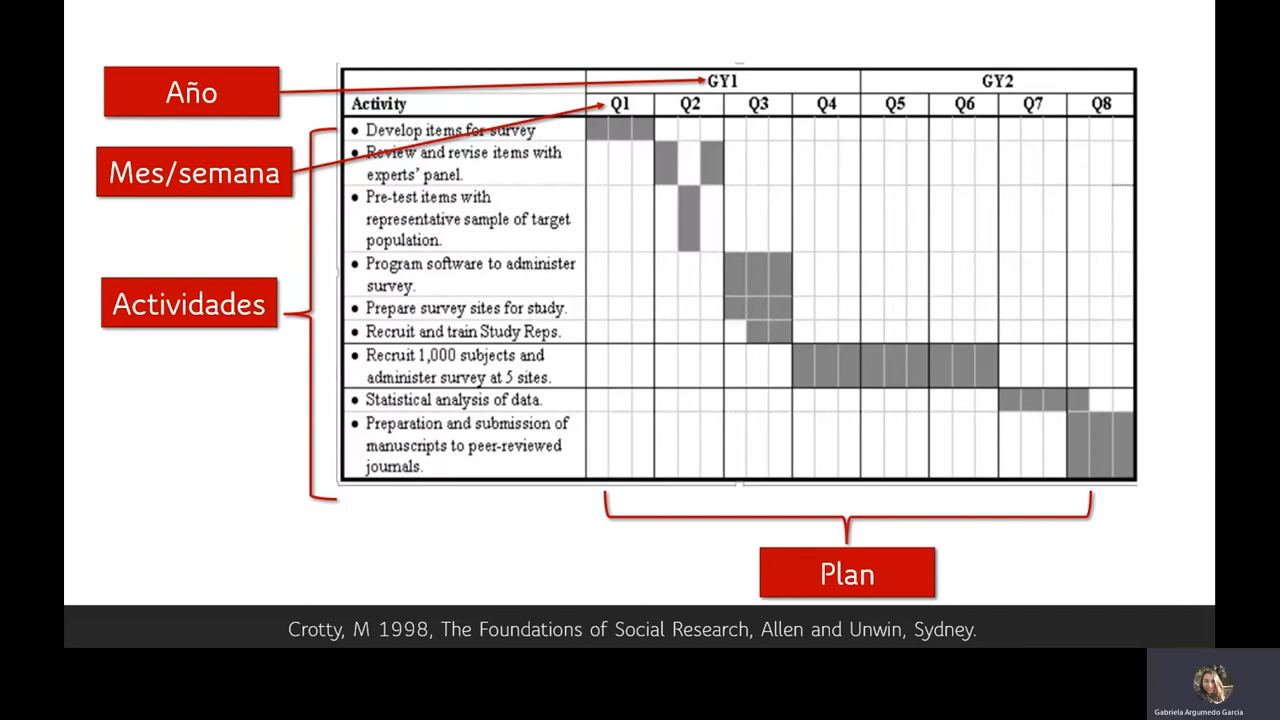 Año
GY1
GY2
Activity
Q1
Q2
Q3
Q4
Q5
Q6
Q7
Q8
Mes/semana
Actividades
• Develop items for survey
• Review and revise items with
experts' panel.
• Pre-test items with
representative sample of target
population.
• Program software to administer
survey.
• Prepare survey sites for study.
• Recruit and train Study Reps.
• Recruit 1,000 subjects and
administer survey at 5 sites.
• Statistical analysis of data.
• Preparation and submission of
manuscripts to peer-reviewed
journals.
Plan
Crotty, M 1998, The Foundations of Social Research, Allen and Unwin, Sydney.
Gabriela Argumedo Garcia